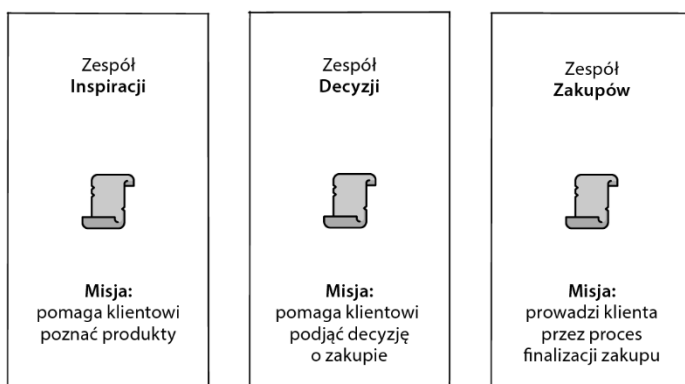 Zespół
Inspiracji
Misja:
pomaga klientowi
poznać produkty
Zespół
Decyzji
Misja:
pomaga klientowi
podjąć decyzję
o zakupie
Zespół
Zakupów
Misja:
prowadzi klienta
przez proces
finalizacji zakupu